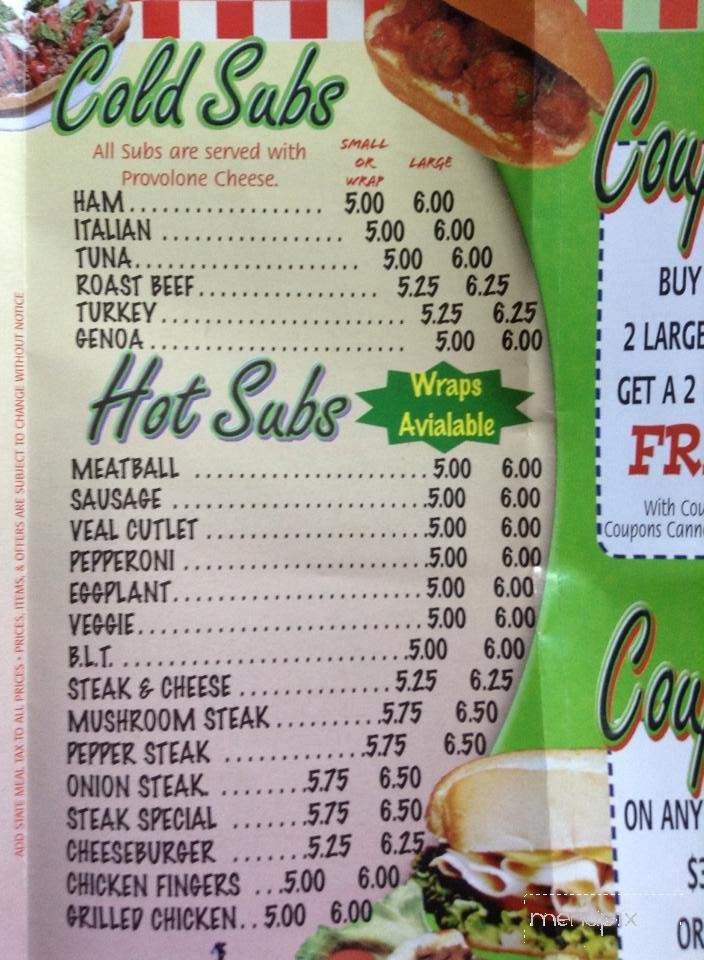 Cold Subs
All Subs are served with
Provolone Cheese.
SMALL
OR
WRAP
LARGE
HAM.................... 5.00 6.00
ITALIAN ................... 5.00 6.00
TUNA........................ 5.00 6.00
ROAST BEEF................... 5.25 6.25
TURKEY.......................... 5.25 6.25
GENOA ........................... 5.00 6.00
Hot Subs
Wraps
Avialable
MEATBALL .........................5.00 6.00
SAUSAGE ...........................5.00 6.00
VEAL CUTLET ........................5.00 6.00
PEPPERONI ..........................5.00 6.00
EGGPLANT...........................5.00 6.00
VEGGIE...............................5.00 6.00
B.L.T. ...............................5.00 6.00
STEAK & CHEESE ................5.25 6.25
MUSHROOM STEAK...........5.75 6.50
PEPPER STEAK ...............5.75 6.50
ONION STEAK. .........5.75 6.50
STEAK SPECIAL ........5.75 6.50
CHEESEBURGER ........5.25 6.25
CHICKEN FINGERS ...5.00 6.00
GRILLED CHICKEN.. 5.00 6.00
ADD STATE MEAL TAX TO ALL PRICES • PRICES, ITEMS, & OFFERS ARE SUBJECT TO CHANGE WITHOUT NOTICE
BUY
2 LARGE
GET A 2
With
Coupons
ON ANY
OR
menupix